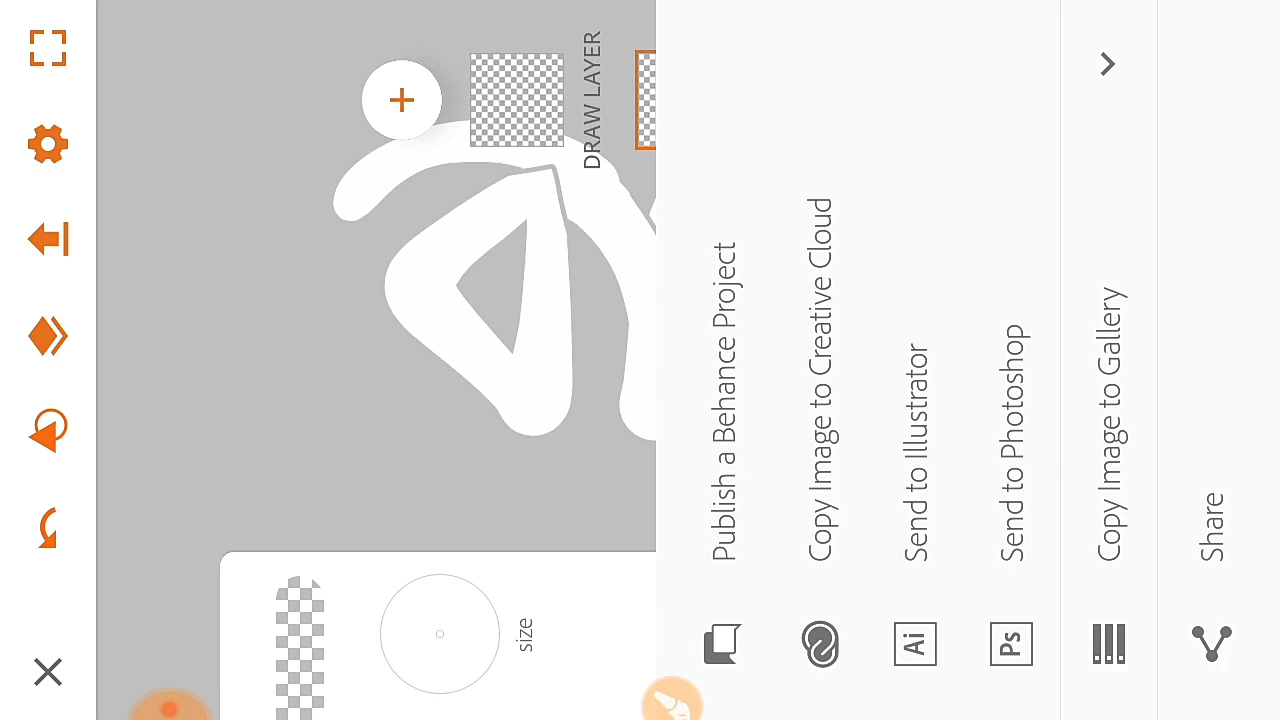 DRAW LAYER
size
Publish a Behance Project
Copy Image to Creative Cloud
Ai
Send to Illustrator
Ps
Send to Photoshop
Copy Image to Gallery
Share